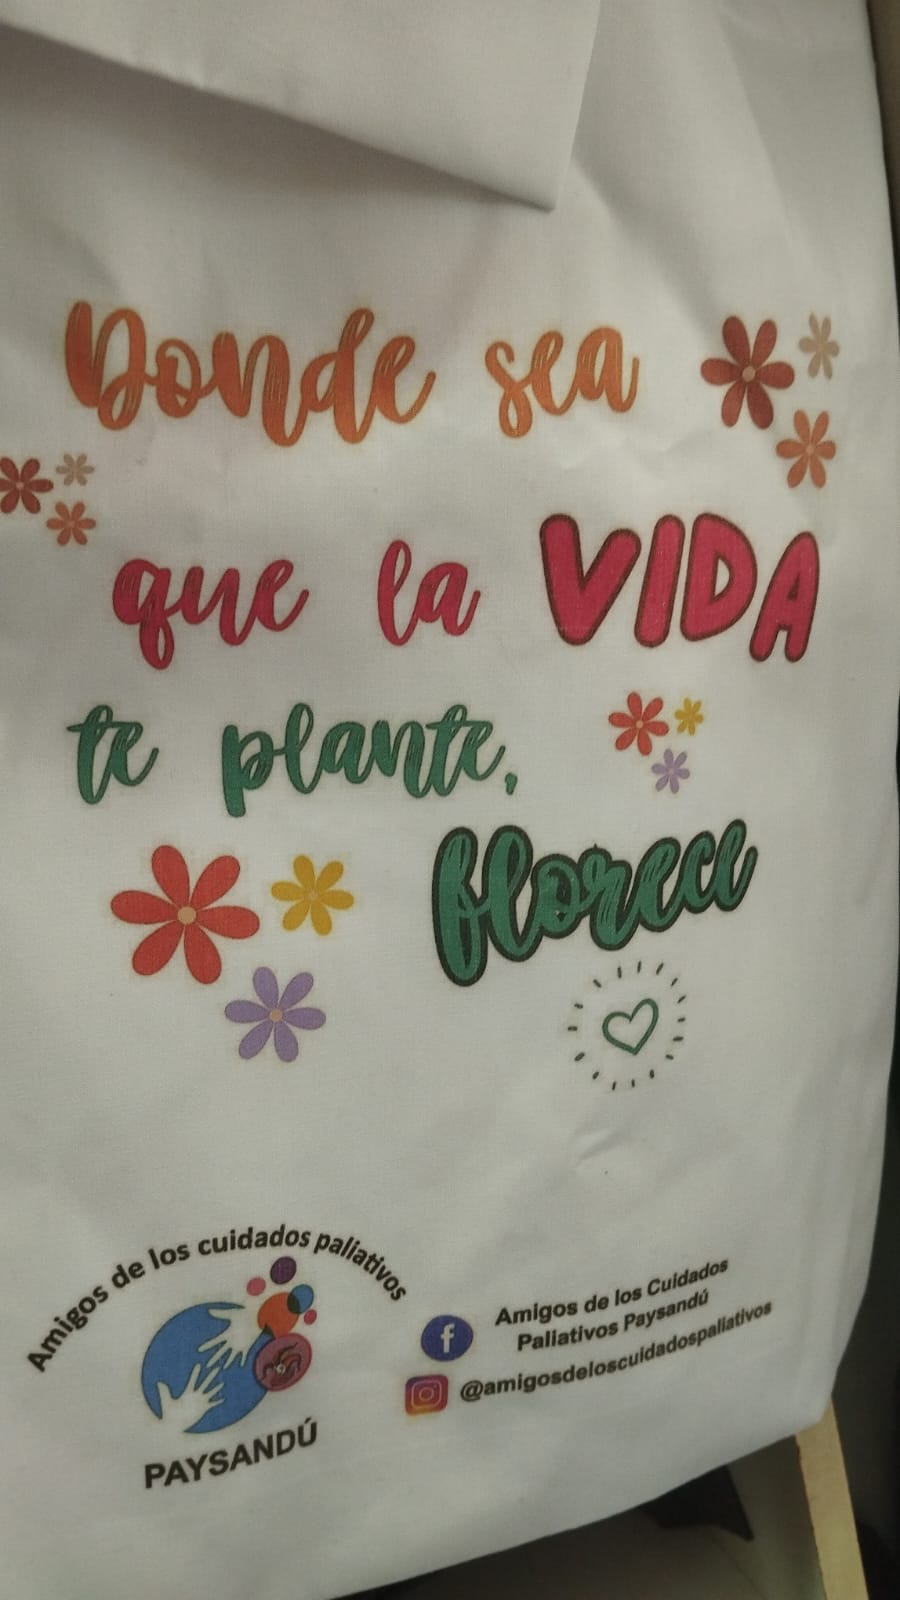 Donde sea
que la VIDA
te plante,
florece
Amigos de los cuidados paliativos
PAYSANDÚ
Amigos de los Cuidados
Paliativos Paysandú
@amigosdeloscuidadospaliativos